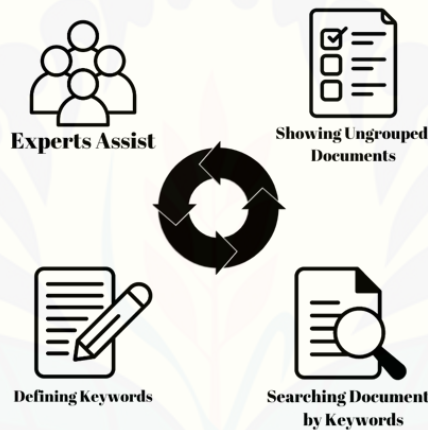 Experts Assist
Showing Ungrouped
Documents
Defining Keywords
Searching Document
by Keywords